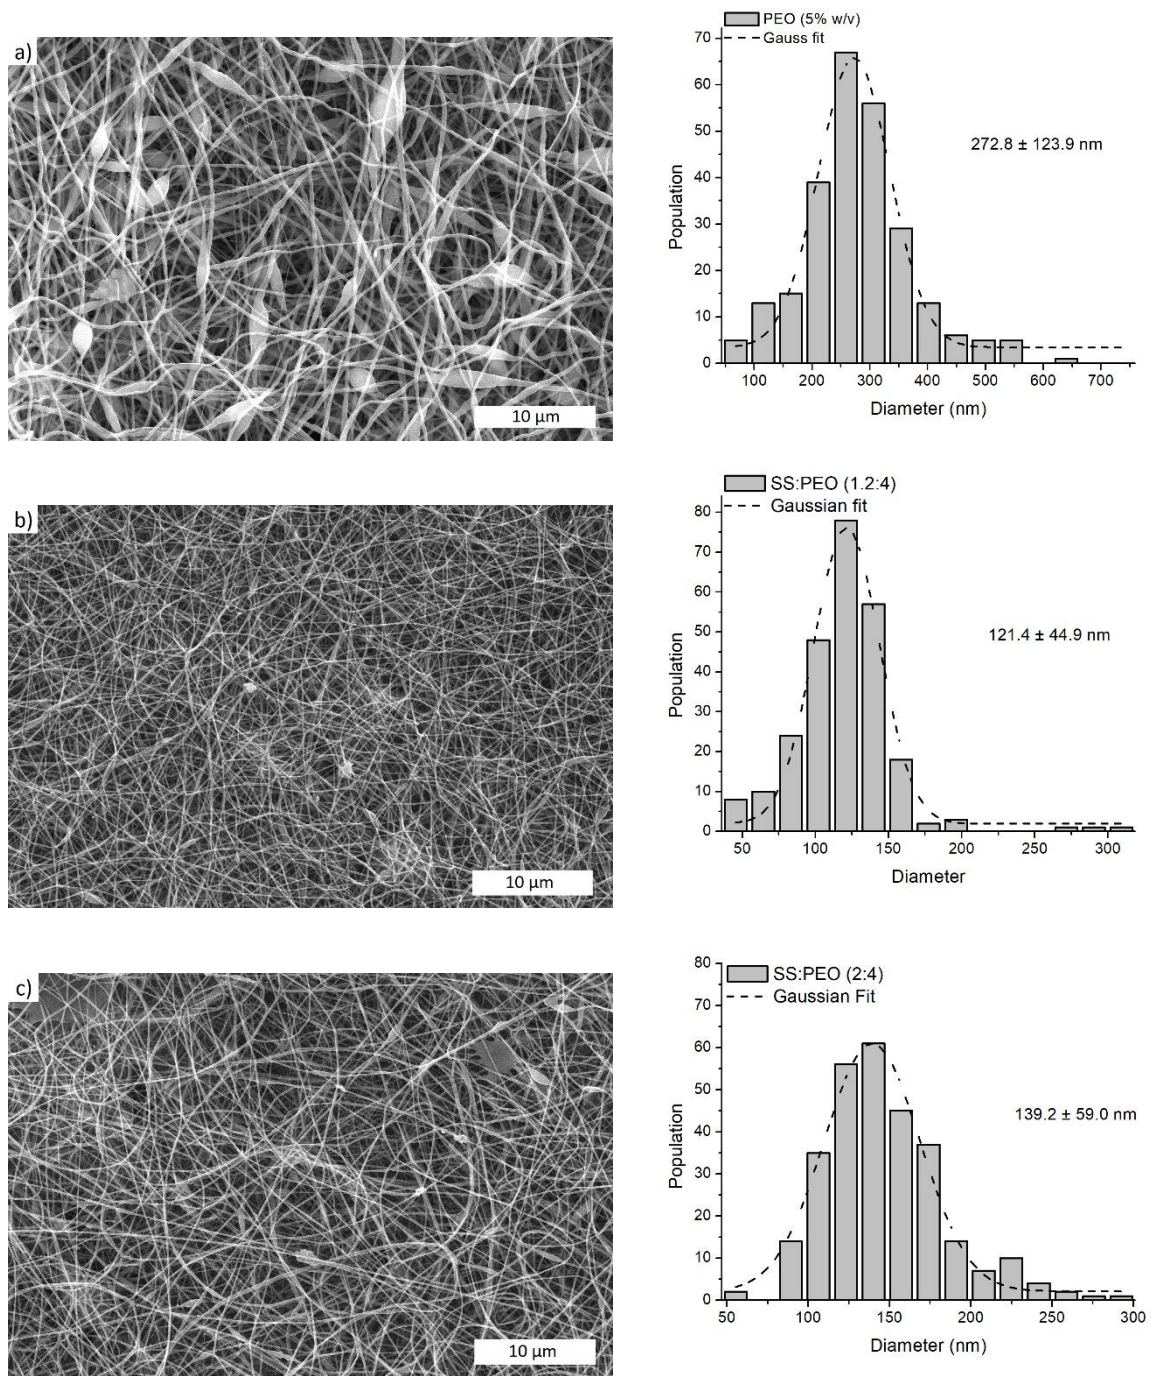 a)
10 µm
PEO (5% w/v)
Gauss fit
272.8 ± 123.9 nm
Population
70
60
50
40
30
20
10
0
100 200 300 400 500 600 700
Diameter (nm)
b)
10 µm
SS:PEO (1.2:4)
Gaussian fit
121.4 ± 44.9 nm
Population
80
70
60
50
40
30
20
10
0
50 100 150 200 250 300
Diameter
c)
10 µm
SS:PEO (2:4)
Gaussian Fit
139.2 ± 59.0 nm
Population
80
70
60
50
40
30
20
10
0
50 100 150 200 250 300
Diameter (nm)